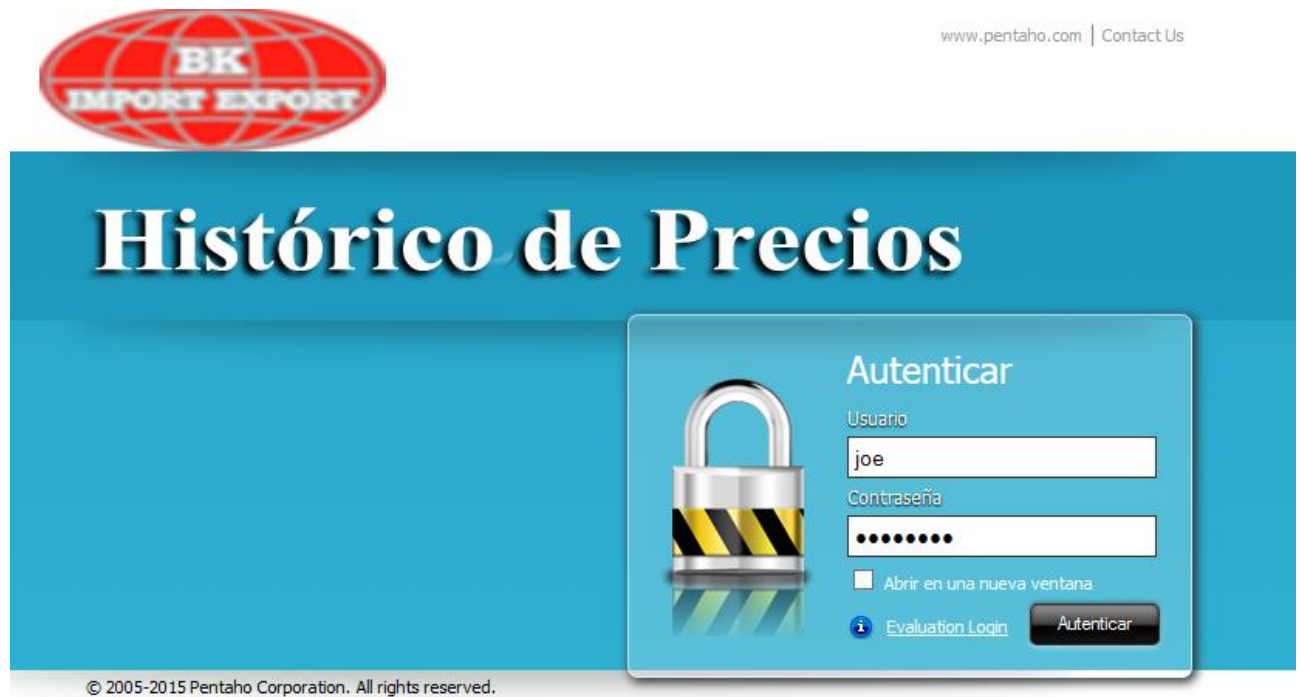 BK
IMPORT EXPORT
www.pentaho.com | Contact Us
Histórico de Precios
Autenticar
Usuario
joe
Contraseña
••••••••
Abrir en una nueva ventana
Evaluation Login
Autenticar
© 2005-2015 Pentaho Corporation. All rights reserved.